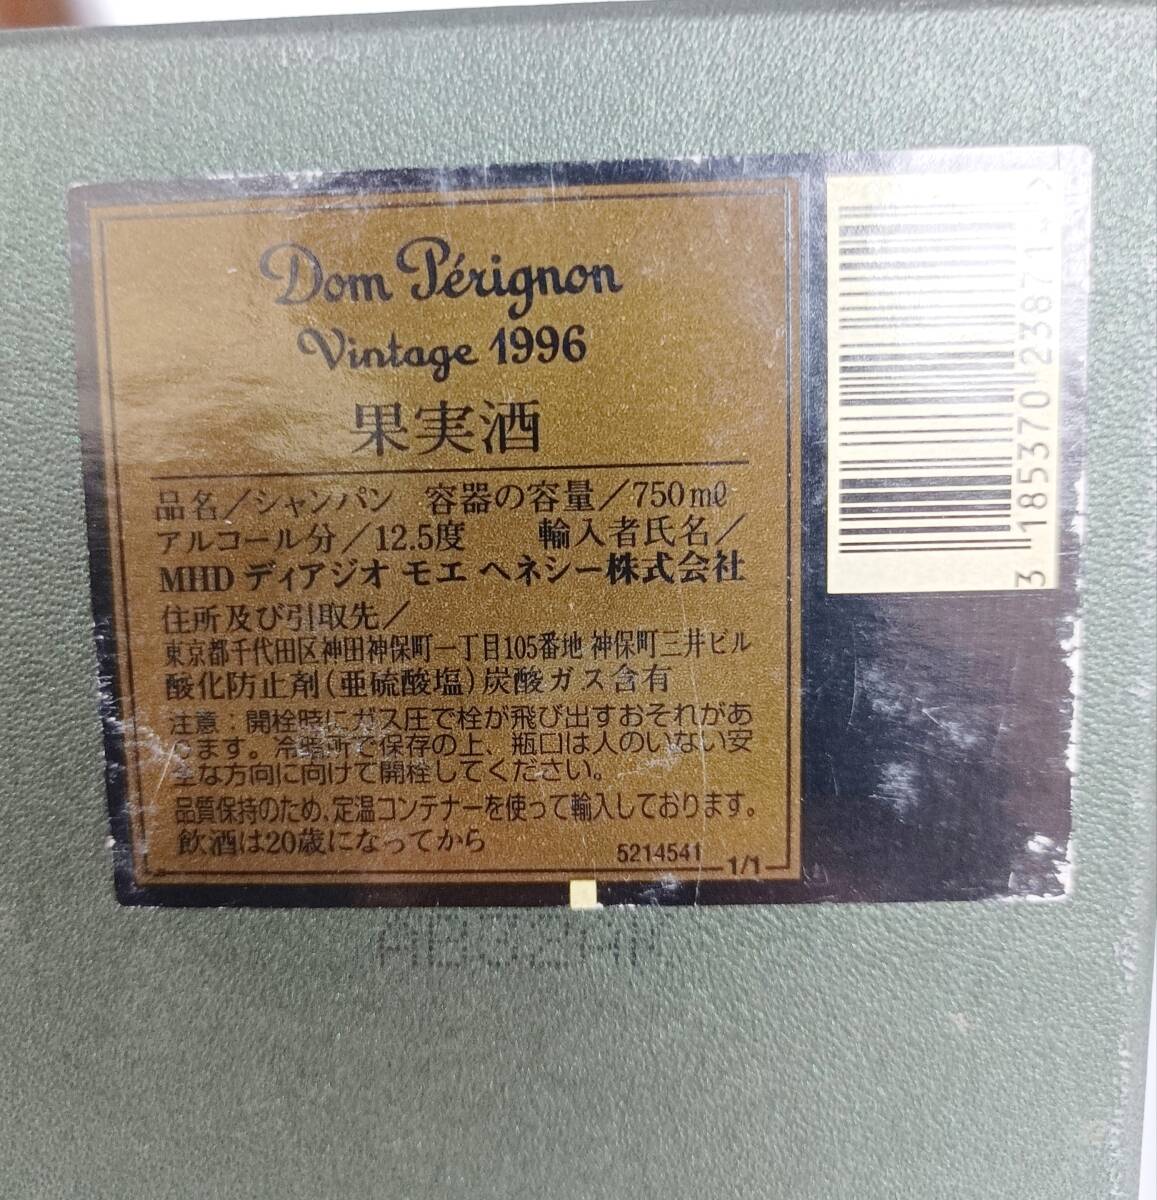 Dom Pérignon
Vintage 1996
果実酒
品名／シャンパン 容器の容量／750mℓ
アルコール分／12.5度 輸入者氏名／
MHD ディアジオ モエ ヘネシー株式会社
住所及び引取先／
東京都千代田区神田神保町一丁目105番地 神保町三井ビル
酸化防止剤(亜硫酸塩)炭酸ガス含有
注意：開栓時にガス圧で栓が飛び出すおそれがあ
ります。冷暗所で保存の上、瓶口は人のいない安
全な方向に向けて開栓してください。
品質保持のため、定温コンテナーを使って輸入しております。
飲酒は20歳になってから
5214541
1/1
3 185370 238714 >